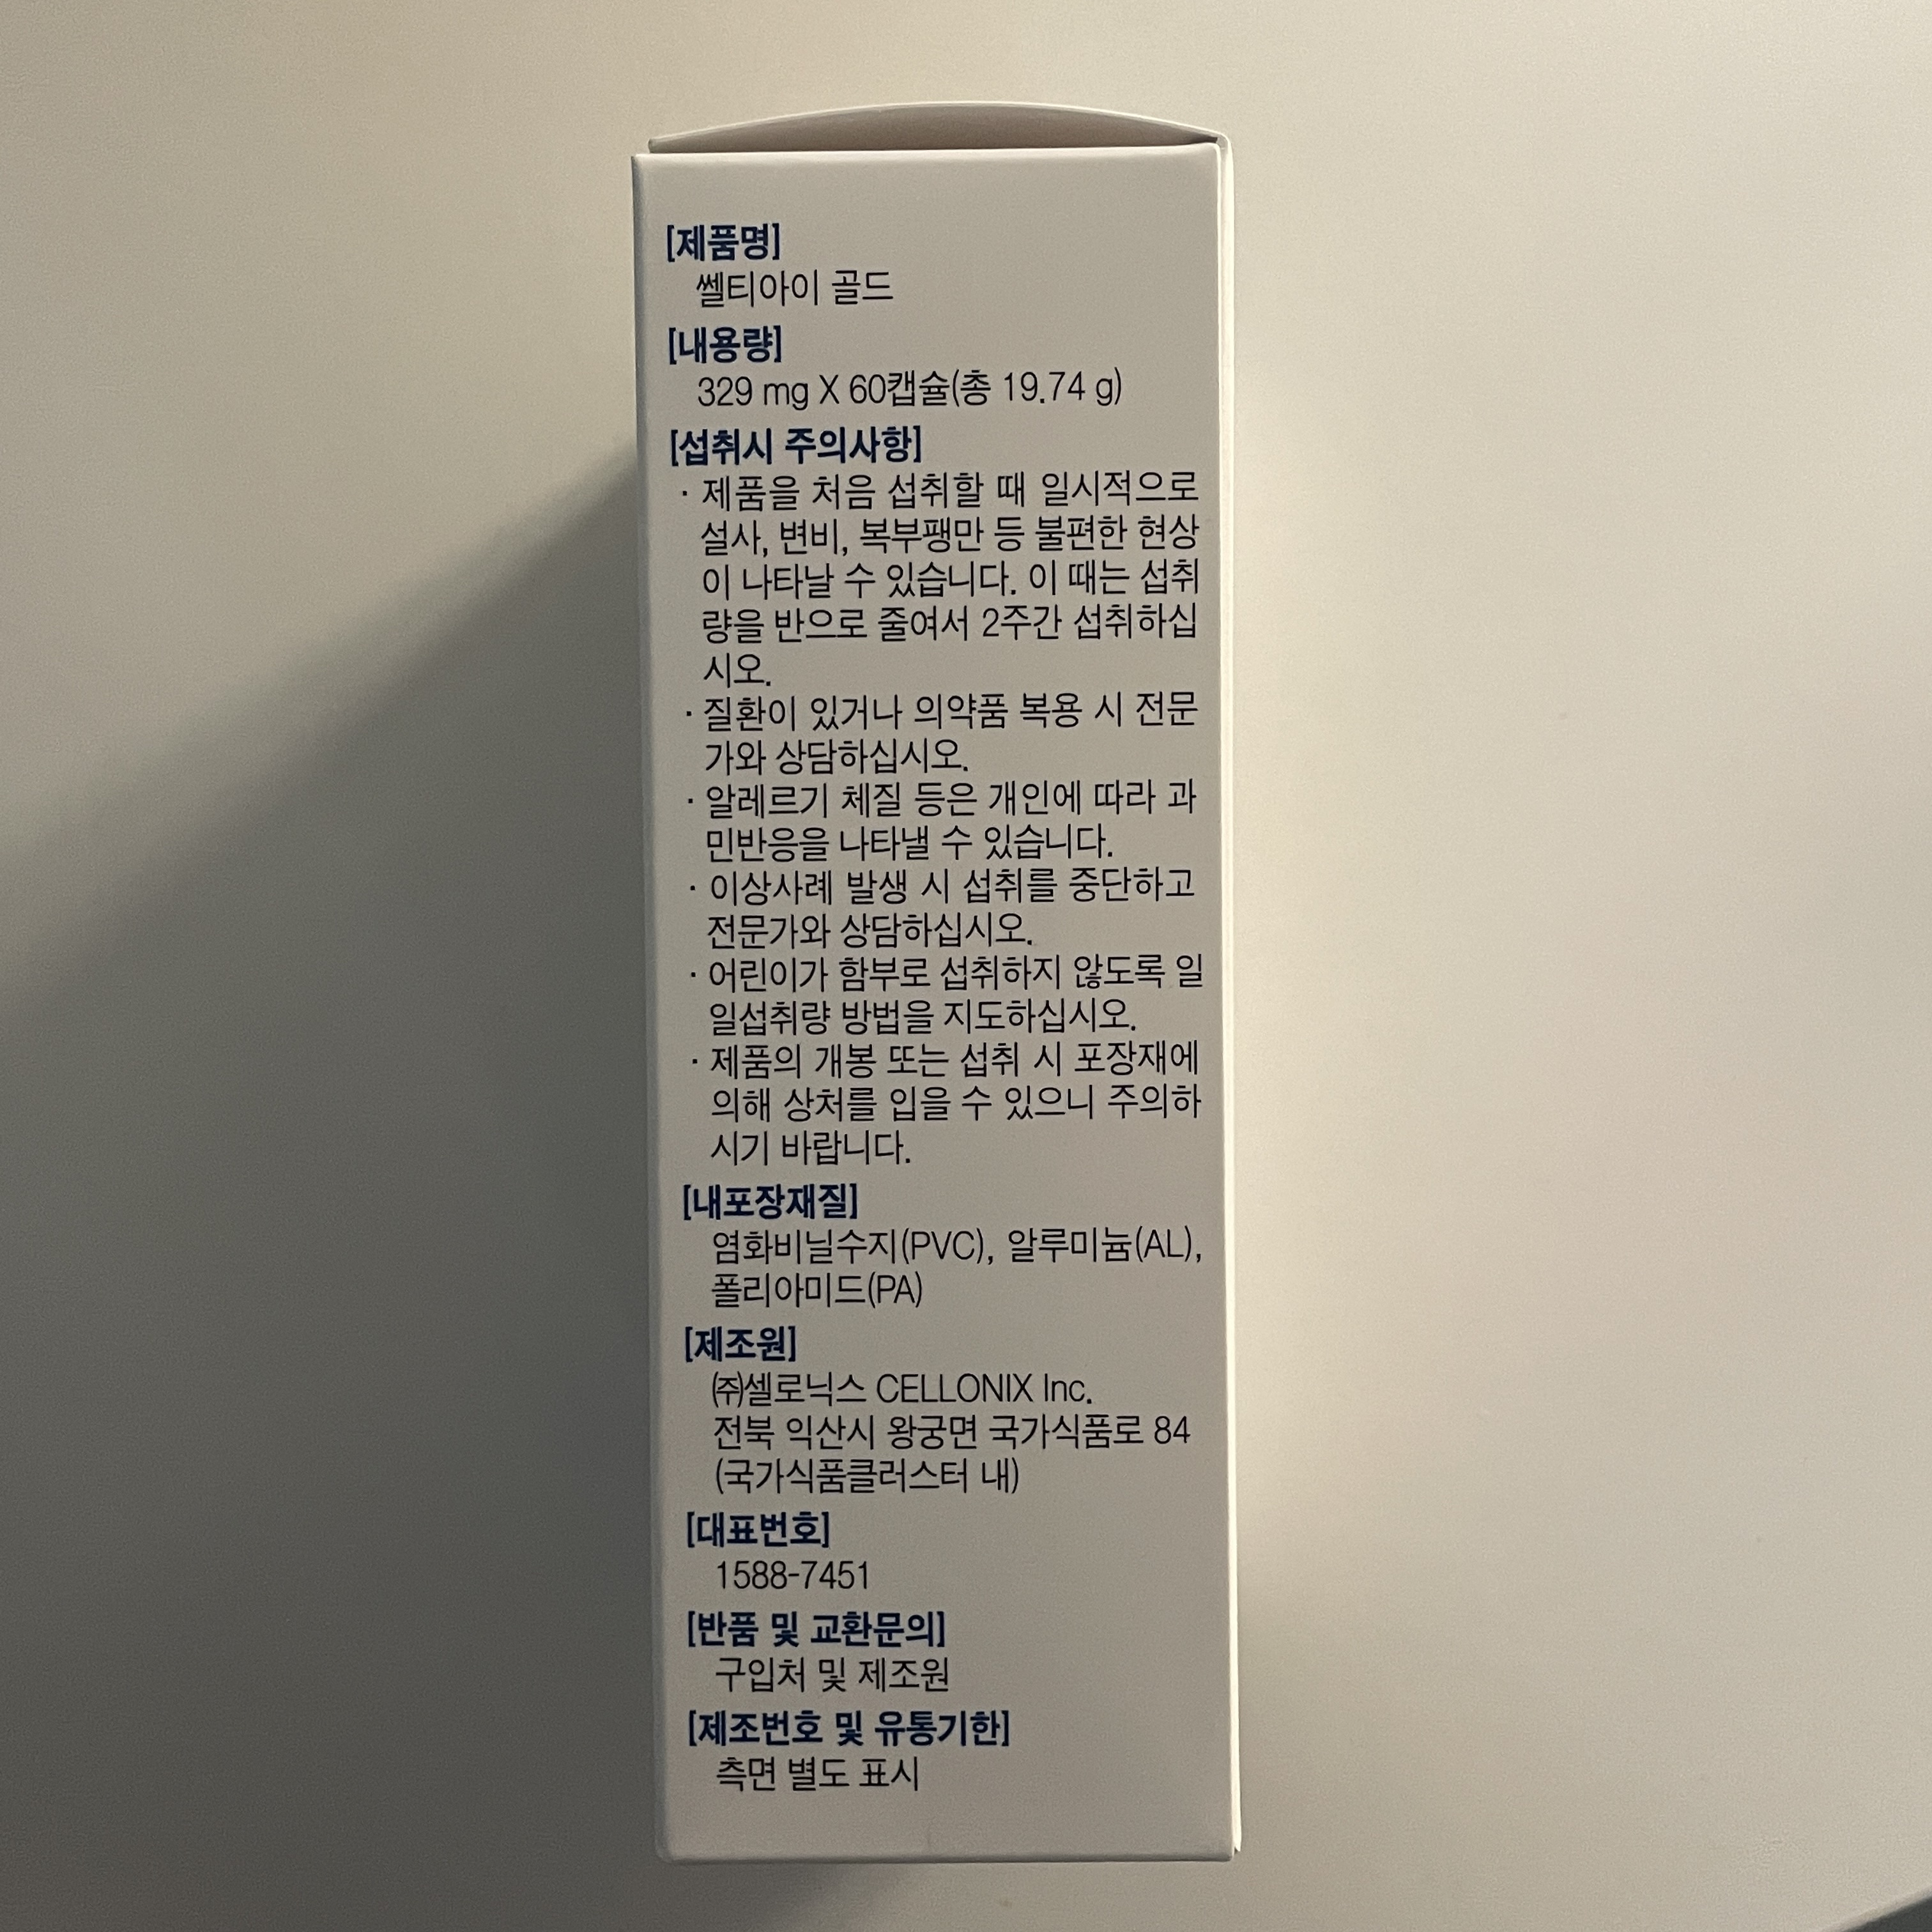 [제품명]
쎌티아이 골드
[내용량]
329 mg X 60캡슐(총 19.74 g)
[섭취시 주의사항]
· 제품을 처음 섭취할 때 일시적으로
설사, 변비, 복부팽만 등 불편한 현상
이 나타날 수 있습니다. 이 때는 섭취
량을 반으로 줄여서 2주간 섭취하십
시오.
· 질환이 있거나 의약품 복용 시 전문
가와 상담하십시오.
· 알레르기 체질 등은 개인에 따라 과
민반응을 나타낼 수 있습니다.
· 이상사례 발생 시 섭취를 중단하고
전문가와 상담하십시오.
· 어린이가 함부로 섭취하지 않도록 일
일섭취량 방법을 지도하십시오.
· 제품의 개봉 또는 섭취 시 포장재에
의해 상처를 입을 수 있으니 주의하
시기 바랍니다.
[내포장재질]
염화비닐수지(PVC), 알루미늄(AL),
폴리아미드(PA)
[제조원]
㈜셀로닉스 CELLONIX Inc.
전북 익산시 왕궁면 국가식품로 84
(국가식품클러스터 내)
[대표번호]
1588-7451
[반품 및 교환문의]
구입처 및 제조원
[제조번호 및 유통기한]
측면 별도 표시